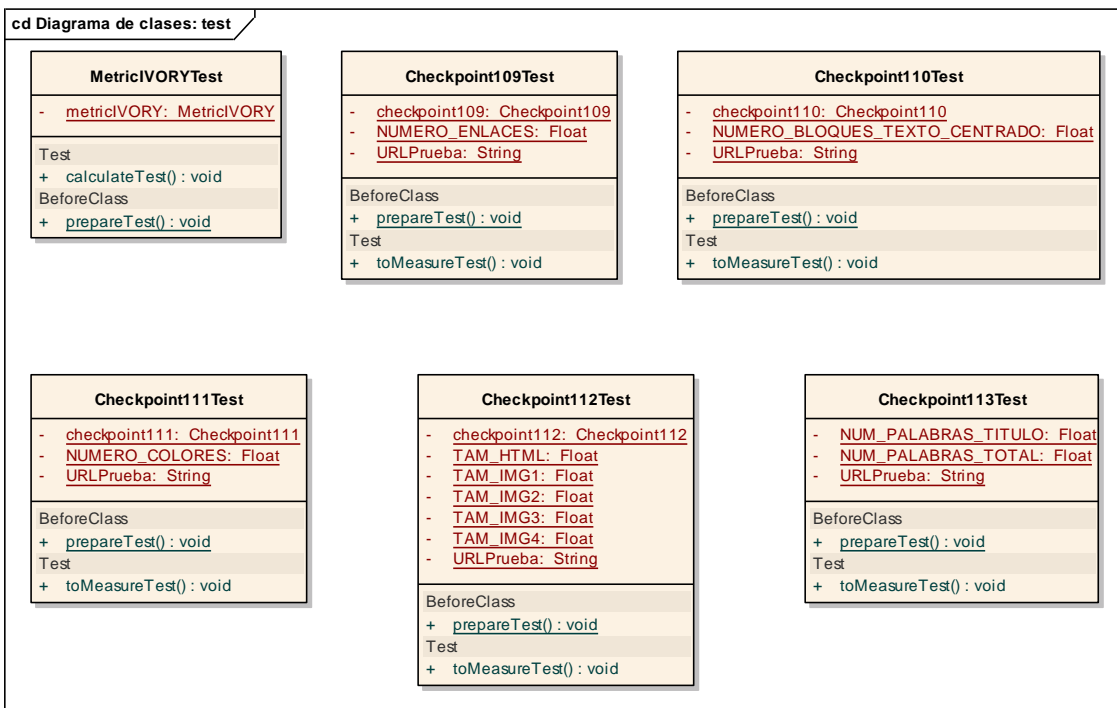 cd Diagrama de clases: test
MetricIVORYTest
- metricIVORY: MetricIVORY
Test
+ calculateTest() : void
BeforeClass
+ prepareTest() : void
Checkpoint109Test
- checkpoint109: Checkpoint109
- NUMERO_ENLACES: Float
- URLPrueba: String
BeforeClass
+ prepareTest() : void
Test
+ toMeasureTest() : void
Checkpoint110Test
- checkpoint110: Checkpoint110
- NUMERO_BLOQUES_TEXTO_CENTRADO: Float
- URLPrueba: String
BeforeClass
+ prepareTest() : void
Test
+ toMeasureTest() : void
Checkpoint111Test
- checkpoint111: Checkpoint111
- NUMERO_COLORES: Float
- URLPrueba: String
BeforeClass
+ prepareTest() : void
Test
+ toMeasureTest() : void
Checkpoint112Test
- checkpoint112: Checkpoint112
- TAM_HTML: Float
- TAM_IMG1: Float
- TAM_IMG2: Float
- TAM_IMG3: Float
- TAM_IMG4: Float
- URLPrueba: String
BeforeClass
+ prepareTest() : void
Test
+ toMeasureTest() : void
Checkpoint113Test
- NUM_PALABRAS_TITULO: Float
- NUM_PALABRAS_TOTAL: Float
- URLPrueba: String
BeforeClass
+ prepareTest() : void
Test
+ toMeasureTest() : void